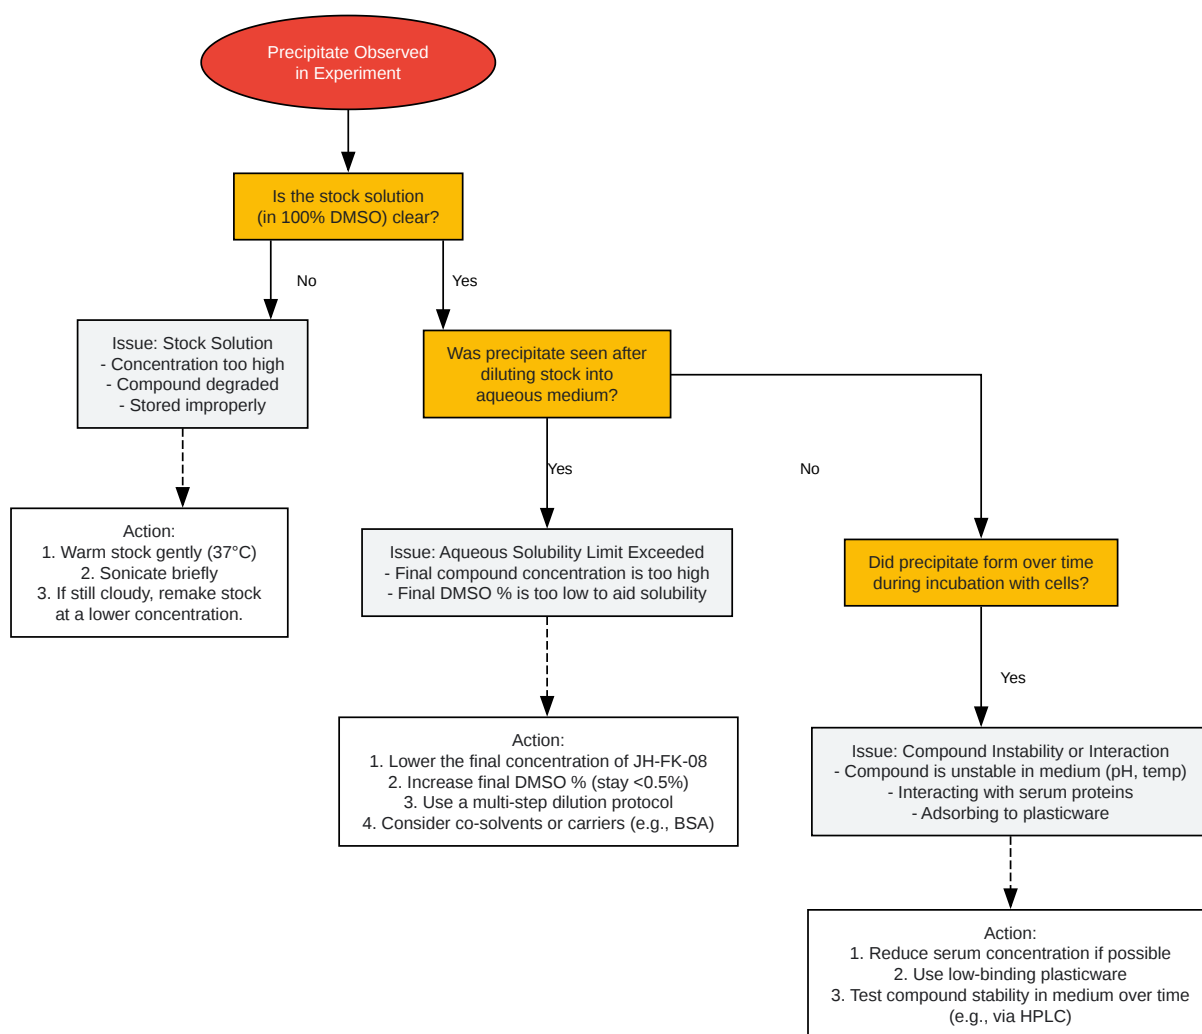 Precipitate Observed
in Experiment
Is the stock solution
(in 100% DMSO) clear?
No
Yes
Issue: Stock Solution
- Concentration too high
- Compound degraded
- Stored improperly
Was precipitate seen after
diluting stock into
aqueous medium?
Yes
No
Action:
1. Warm stock gently (37°C)
2. Sonicate briefly
3. If still cloudy, remake stock
at a lower concentration.
Issue: Aqueous Solubility Limit Exceeded
- Final compound concentration is too high
- Final DMSO % is too low to aid solubility
Did precipitate form over time
during incubation with cells?
Yes
Action:
1. Lower the final concentration of JH-FK-08
2. Increase final DMSO % (stay <0.5%)
3. Use a multi-step dilution protocol
4. Consider co-solvents or carriers (e.g., BSA)
Issue: Compound Instability or Interaction
- Compound is unstable in medium (pH, temp)
- Interacting with serum proteins
- Adsorbing to plasticware
Action:
1. Reduce serum concentration if possible
2. Use low-binding plasticware
3. Test compound stability in medium over time
(e.g., via HPLC)